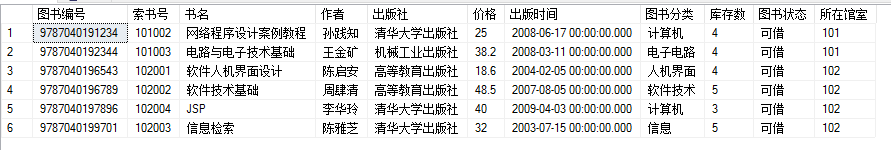 图书编号 索书号 书名 作者 出版社 价格 出版时间 图书分类 库存数 图书状态 所在馆室
1 9787040191234 101002 网络程序设计案例教程 孙践知 清华大学出版社 25 2008-06-17 00:00:00.000 计算机 4 可借 101
2 9787040192344 101003 电路与电子技术基础 王金矿 机械工业出版社 38.2 2008-03-11 00:00:00.000 电子电路 4 可借 101
3 9787040196543 102001 软件人机界面设计 陈启安 高等教育出版社 18.6 2004-02-05 00:00:00.000 人机界面 4 可借 102
4 9787040196789 102002 软件技术基础 周肆清 高等教育出版社 48.5 2007-08-05 00:00:00.000 软件技术 5 可借 102
5 9787040197896 102004 JSP 李华玲 清华大学出版社 40 2009-04-03 00:00:00.000 计算机 3 可借 102
6 9787040199701 102003 信息检索 陈雅芝 清华大学出版社 32 2003-07-15 00:00:00.000 信息 5 可借 102